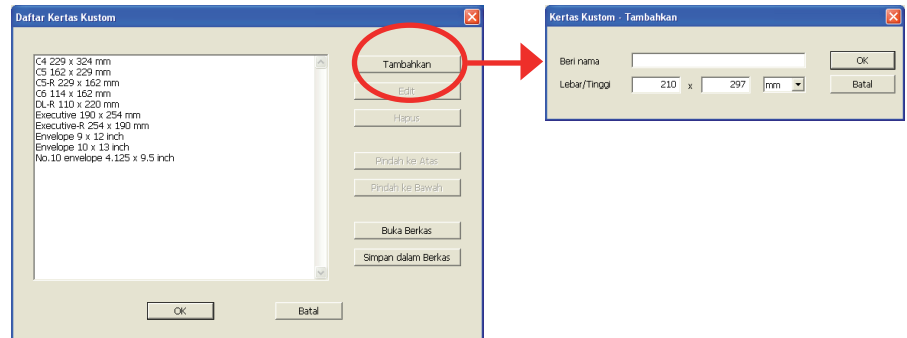 Daftar Kertas Kustom
C4 229 x 324 mm
C5 162 x 229 mm
C5-R 229 x 162 mm
C6 114 x 162 mm
DL-R 110 x 220 mm
Executive 190 x 254 mm
Executive-R 254 x 190 mm
Envelope 9 x 12 inch
Envelope 10 x 13 inch
No.10 envelope 4.125 x 9.5 inch
Tambahkan
Edit
Hapus
Pindah ke Atas
Pindah ke Bawah
Buka Berkas
Simpan dalam Berkas
OK Batal
Kertas Kustom - Tambahkan
Beri nama OK
Lebar/Tinggi 210 x 297 mm Batal